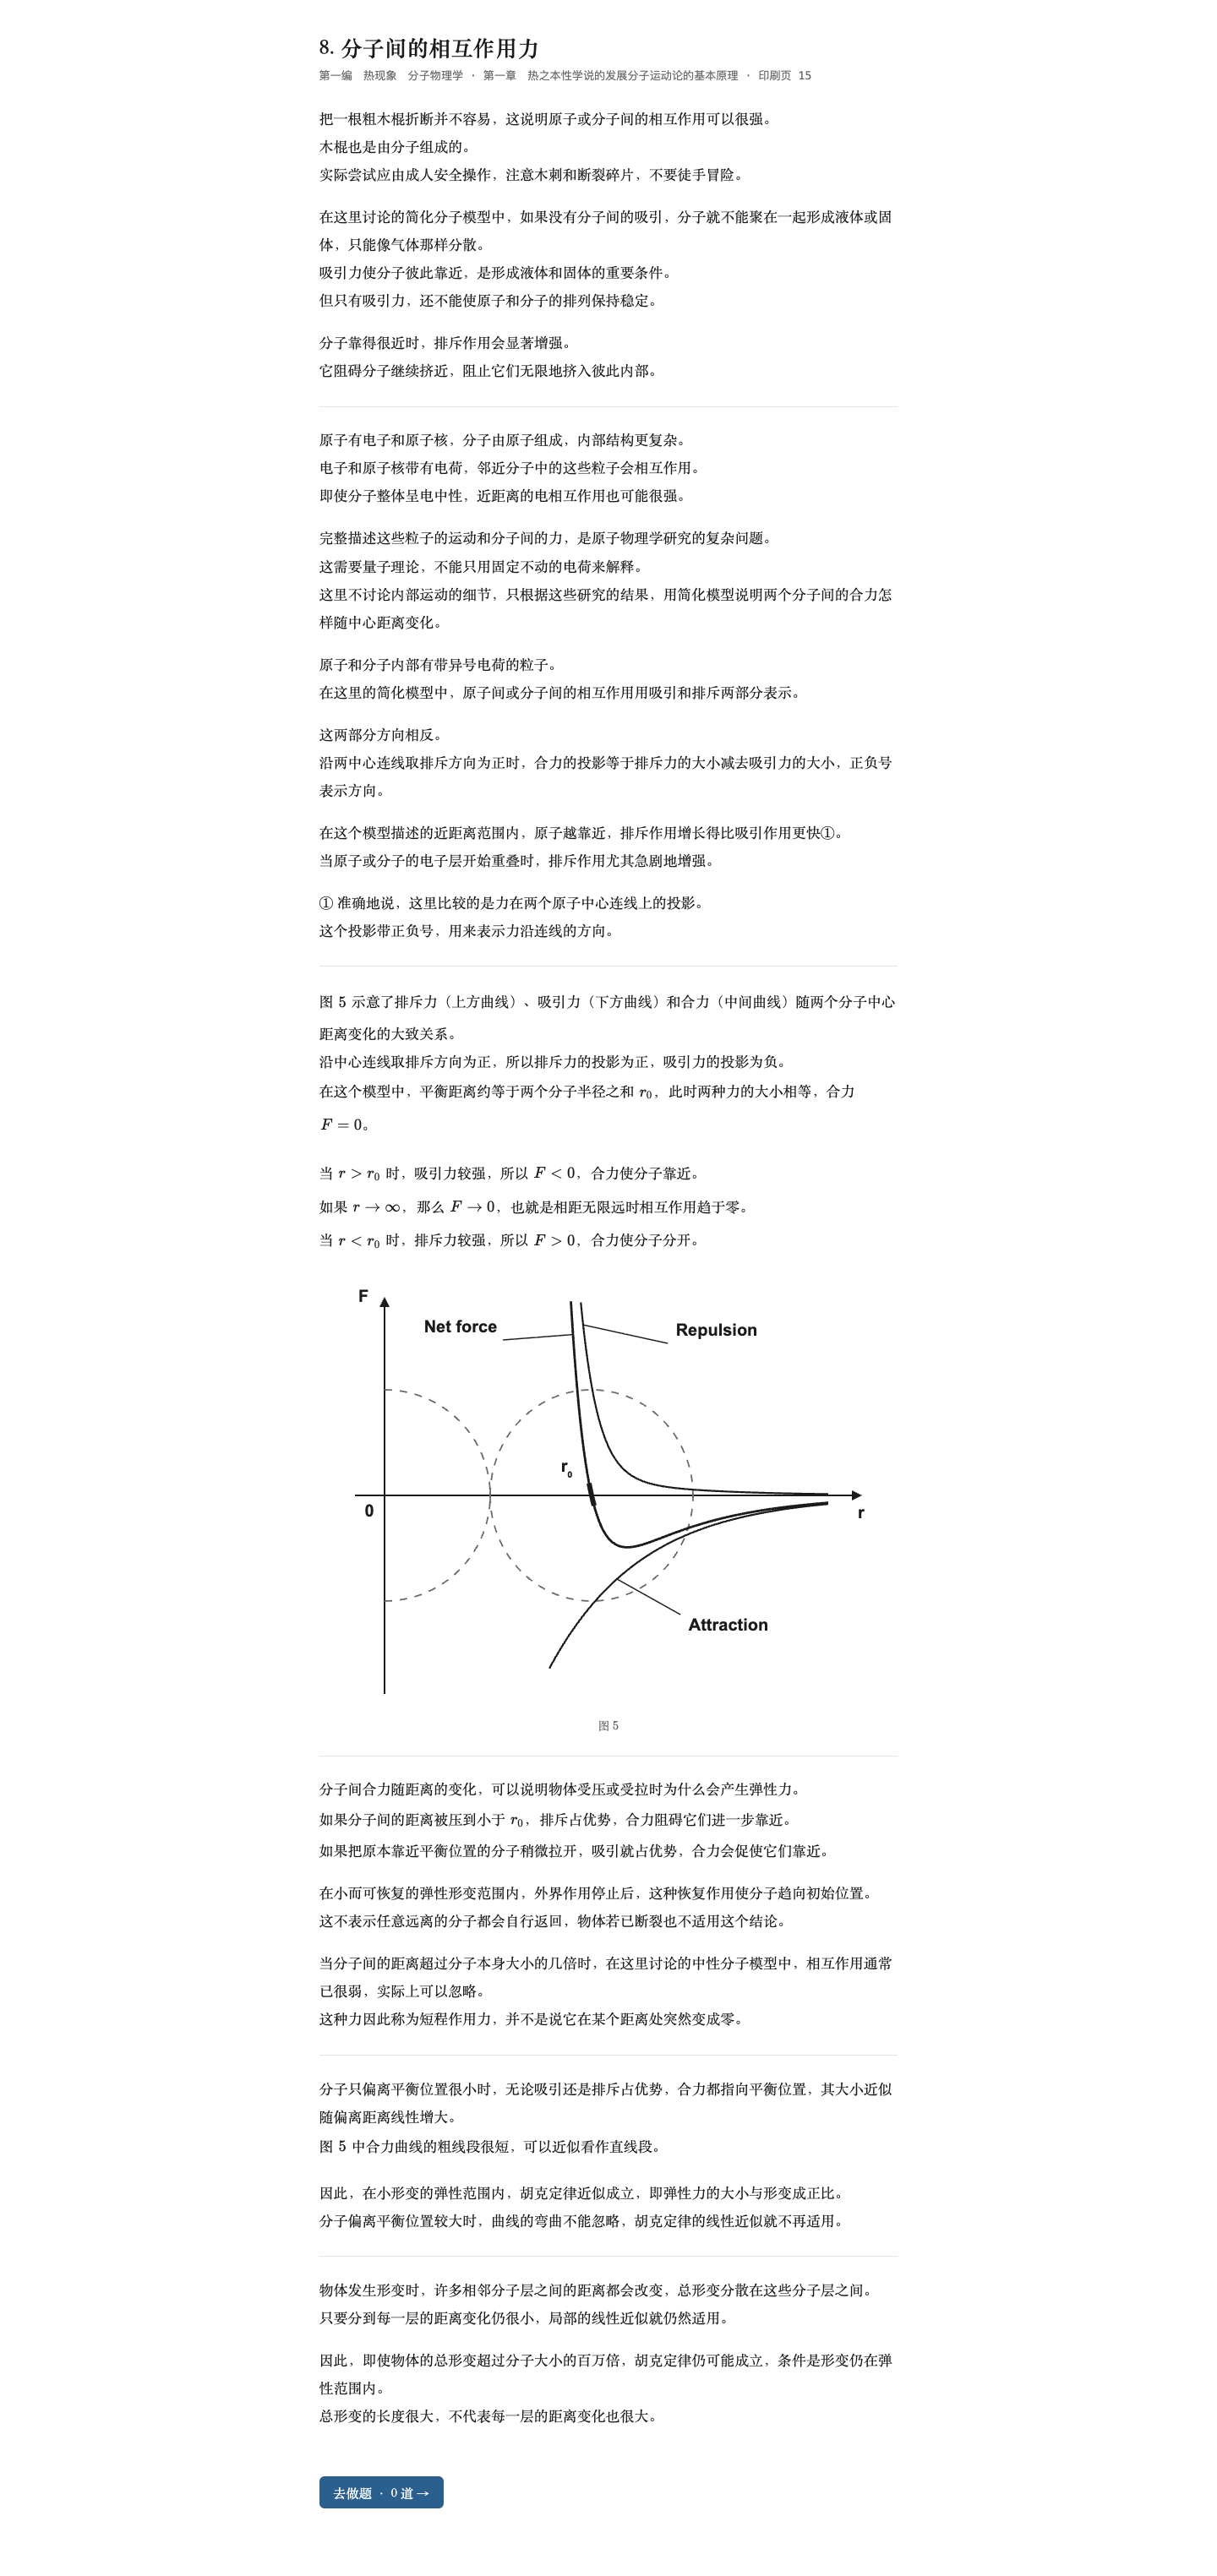 8. 分子间的相互作用力
第一编 热现象 分子物理学 · 第一章 热之本性学说的发展分子运动论的基本原理 · 印刷页 15
把一根粗木棍折断并不容易，这说明原子或分子间的相互作用可以很强。
木棍也是由分子组成的。
实际尝试应由成人安全操作，注意木刺和断裂碎片，不要徒手冒险。
在这里讨论的简化分子模型中，如果没有分子间的吸引，分子就不能聚在一起形成液体或固
体，只能像气体那样分散。
吸引力使分子彼此靠近，是形成液体和固体的重要条件。
但只有吸引力，还不能使原子和分子的排列保持稳定。
分子靠得很近时，排斥作用会显著增强。
它阻碍分子继续挤近，阻止它们无限地挤入彼此内部。
原子有电子和原子核，分子由原子组成，内部结构更复杂。
电子和原子核带有电荷，邻近分子中的这些粒子会相互作用。
即使分子整体呈电中性，近距离的电相互作用也可能很强。
完整描述这些粒子的运动和分子间的力，是原子物理学研究的复杂问题。
这需要量子理论，不能只用固定不动的电荷来解释。
这里不讨论内部运动的细节，只根据这些研究的结果，用简化模型说明两个分子间的合力怎
样随中心距离变化。
原子和分子内部有带异号电荷的粒子。
在这里的简化模型中，原子间或分子间的相互作用用吸引和排斥两部分表示。
这两部分方向相反。
沿两中心连线取排斥方向为正时，合力的投影等于排斥力的大小减去吸引力的大小，正负号
表示方向。
在这个模型描述的近距离范围内，原子越靠近，排斥作用增长得比吸引作用更快①。
当原子或分子的电子层开始重叠时，排斥作用尤其急剧地增强。
① 准确地说，这里比较的是力在两个原子中心连线上的投影。
这个投影带正负号，用来表示力沿连线的方向。
图 5 示意了排斥力（上方曲线）、吸引力（下方曲线）和合力（中间曲线）随两个分子中心
距离变化的大致关系。
沿中心连线取排斥方向为正，所以排斥力的投影为正，吸引力的投影为负。
在这个模型中，平衡距离约等于两个分子半径之和 r₀，此时两种力的大小相等，合力
F = 0。
当 r > r₀ 时，吸引力较强，所以 F < 0，合力使分子靠近。
如果 r → ∞，那么 F → 0，也就是相距无限远时相互作用趋于零。
当 r < r₀ 时，排斥力较强，所以 F > 0，合力使分子分开。
F
Net force
Repulsion
r₀
0
r
Attraction
图 5
分子间合力随距离的变化，可以说明物体受压或受拉时为什么会产生弹性力。
如果分子间的距离被压到小于 r₀，排斥占优势，合力阻碍它们进一步靠近。
如果把原本靠近平衡位置的分子稍微拉开，吸引就占优势，合力会促使它们靠近。
在小而可恢复的弹性形变范围内，外界作用停止后，这种恢复作用使分子趋向初始位置。
这不表示任意远离的分子都会自行返回，物体若已断裂也不适用这个结论。
当分子间的距离超过分子本身大小的几倍时，在这里讨论的中性分子模型中，相互作用通常
已很弱，实际上可以忽略。
这种力因此称为短程作用力，并不是说它在某个距离处突然变成零。
分子只偏离平衡位置很小时，无论吸引还是排斥占优势，合力都指向平衡位置，其大小近似
随偏离距离线性增大。
图 5 中合力曲线的粗线段很短，可以近似看作直线段。
因此，在小形变的弹性范围内，胡克定律近似成立，即弹性力的大小与形变成正比。
分子偏离平衡位置较大时，曲线的弯曲不能忽略，胡克定律的线性近似就不再适用。
物体发生形变时，许多相邻分子层之间的距离都会改变，总形变分散在这些分子层之间。
只要分到每一层的距离变化仍很小，局部的线性近似就仍然适用。
因此，即使物体的总形变超过分子大小的百万倍，胡克定律仍可能成立，条件是形变仍在弹
性范围内。
总形变的长度很大，不代表每一层的距离变化也很大。
去做题 · 0 道 →